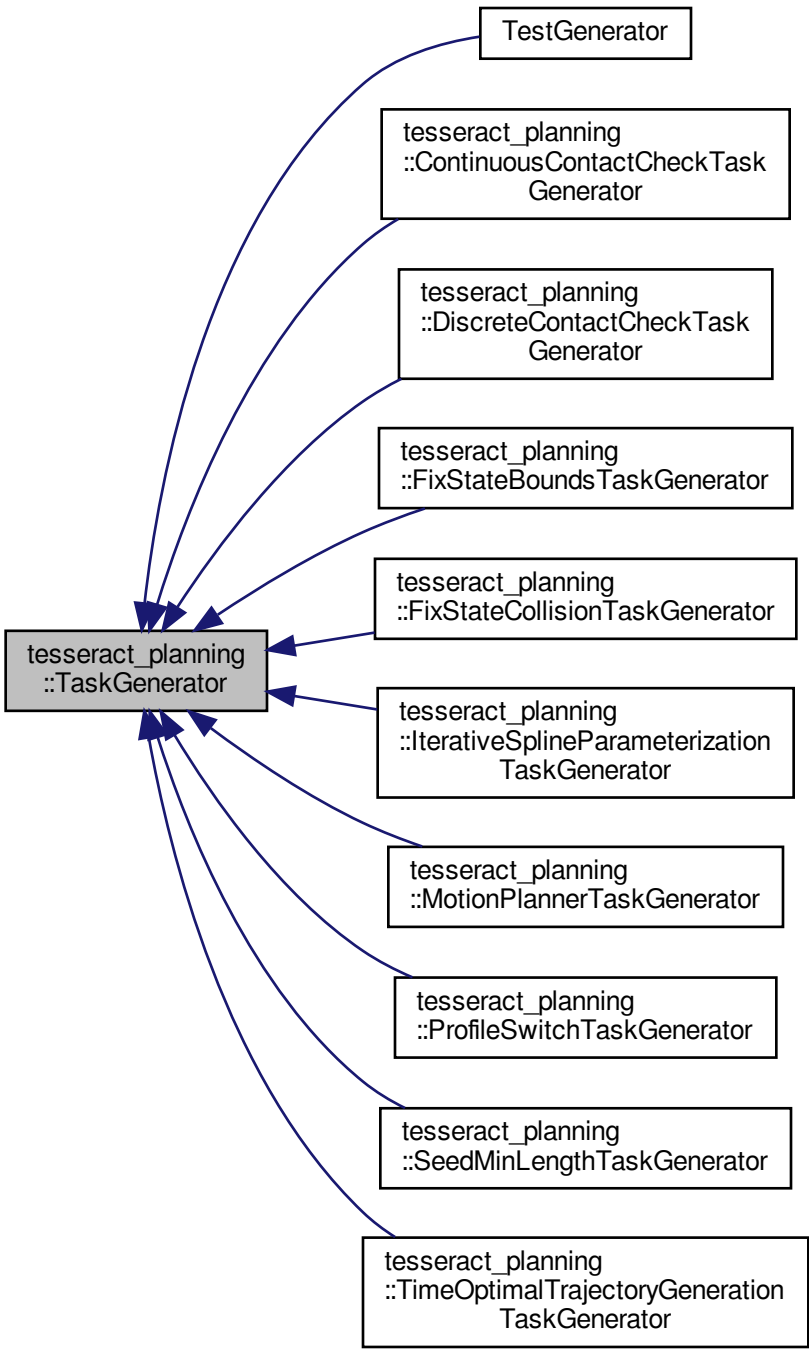 TestGenerator
tesseract_planning
::ContinuousContactCheckTask
Generator
tesseract_planning
::DiscreteContactCheckTask
Generator
tesseract_planning
::FixStateBoundsTaskGenerator
tesseract_planning
::FixStateCollisionTaskGenerator
tesseract_planning
::TaskGenerator
tesseract_planning
::IterativeSplineParameterization
TaskGenerator
tesseract_planning
::MotionPlannerTaskGenerator
tesseract_planning
::ProfileSwitchTaskGenerator
tesseract_planning
::SeedMinLengthTaskGenerator
tesseract_planning
::TimeOptimalTrajectoryGeneration
TaskGenerator